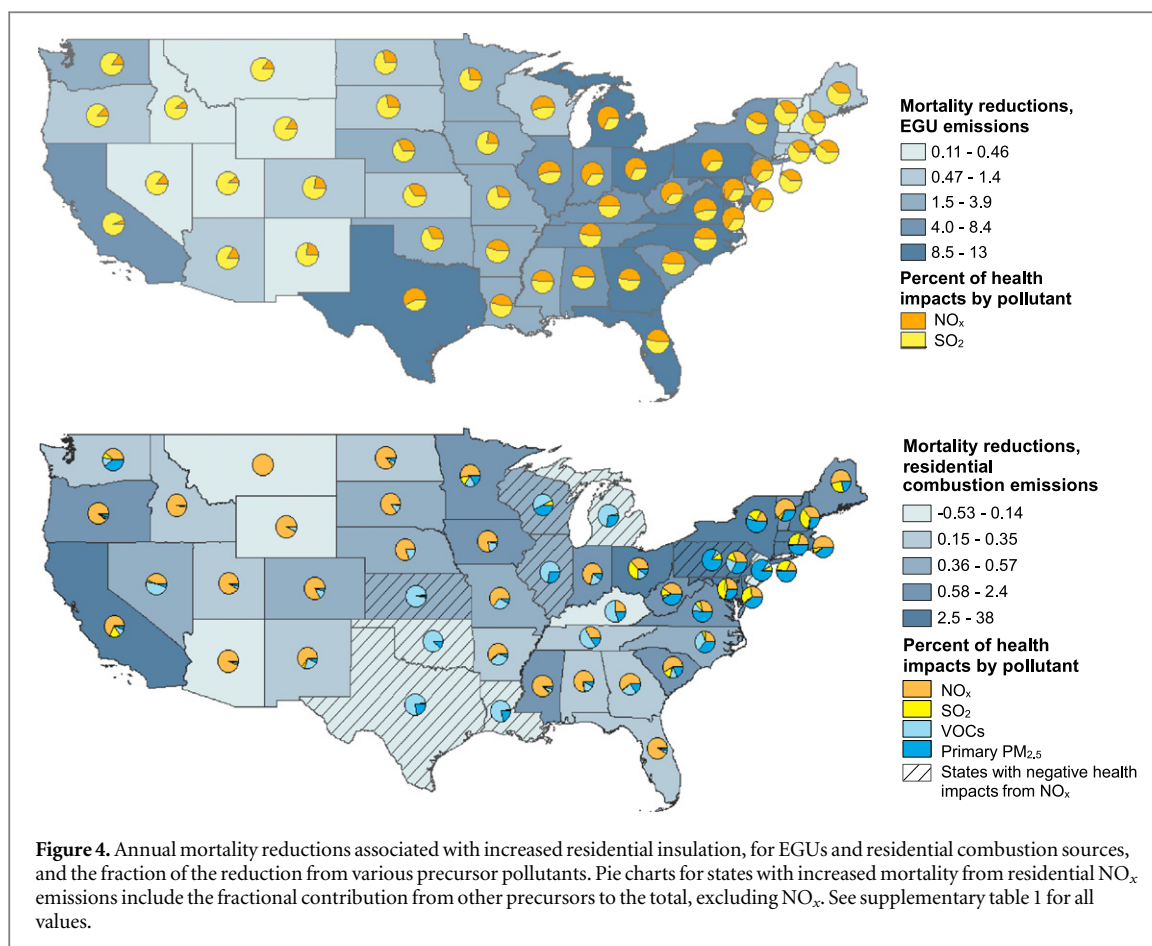 Mortality reductions,
EGU emissions
0.11 - 0.46
0.47 - 1.4
1.5 - 3.9
4.0 - 8.4
8.5 - 13
Percent of health
impacts by pollutant
NOₓ
SO₂
Mortality reductions,
residential
combustion emissions
-0.53 - 0.14
0.15 - 0.35
0.36 - 0.57
0.58 - 2.4
2.5 - 38
Percent of health
impacts by pollutant
NOₓ
SO₂
VOCs
Primary PM₂.₅
States with negative health
impacts from NOₓ
Figure 4. Annual mortality reductions associated with increased residential insulation, for EGUs and residential combustion sources,
and the fraction of the reduction from various precursor pollutants. Pie charts for states with increased mortality from residential NOₓ
emissions include the fractional contribution from other precursors to the total, excluding NOₓ. See supplementary table 1 for all
values.